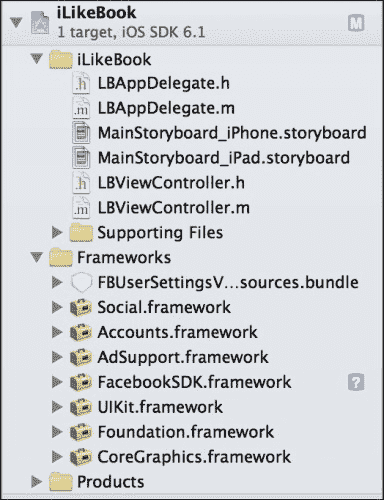 iLikeBook
1 target, iOS SDK 6.1
M
iLikeBook
.h LBAppDelegate.h
.m LBAppDelegate.m
MainStoryboard_iPhone.storyboard
MainStoryboard_iPad.storyboard
.h LBViewController.h
.m LBViewController.m
Supporting Files
Frameworks
FBUserSettingsV...sources.bundle
Social.framework
Accounts.framework
AdSupport.framework
FacebookSDK.framework ?
UIKit.framework
Foundation.framework
CoreGraphics.framework
Products